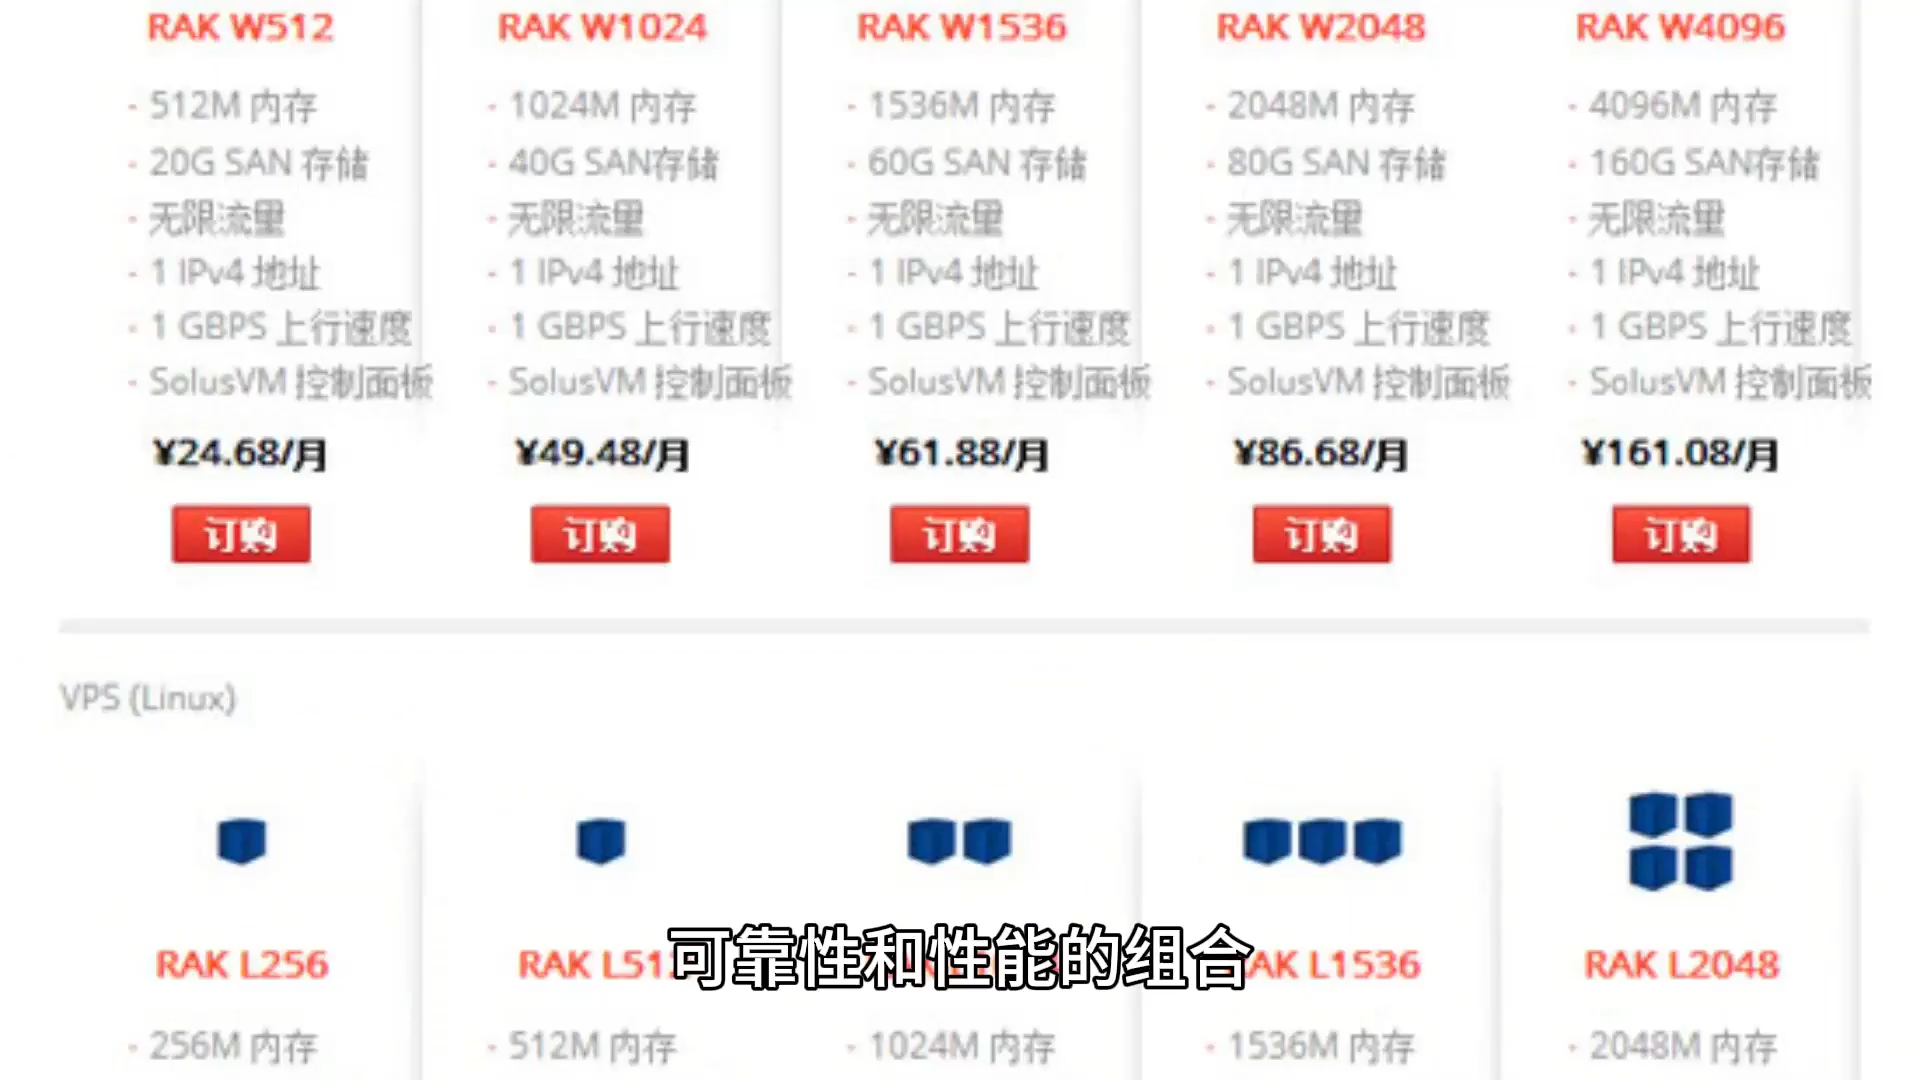 RAK W512
· 512M 内存
· 20G SAN 存储
· 无限流量
· 1 IPv4 地址
· 1 GBPS 上行速度
· SolusVM 控制面板
¥24.68/月
订购
RAK W1024
· 1024M 内存
· 40G SAN存储
· 无限流量
· 1 IPv4 地址
· 1 GBPS 上行速度
· SolusVM 控制面板
¥49.48/月
订购
RAK W1536
· 1536M 内存
· 60G SAN 存储
· 无限流量
· 1 IPv4 地址
· 1 GBPS 上行速度
· SolusVM 控制面板
¥61.88/月
订购
RAK W2048
· 2048M 内存
· 80G SAN 存储
· 无限流量
· 1 IPv4 地址
· 1 GBPS 上行速度
· SolusVM 控制面板
¥86.68/月
订购
RAK W4096
· 4096M 内存
· 160G SAN存储
· 无限流量
· 1 IPv4 地址
· 1 GBPS 上行速度
· SolusVM 控制面板
¥161.08/月
订购
VPS (Linux)
RAK L256
· 256M 内存
RAK
· 512M 内存
· 1024M 内存
L1536
· 1536M 内存
RAK L2048
· 2048M 内存
可靠性和性能的组合